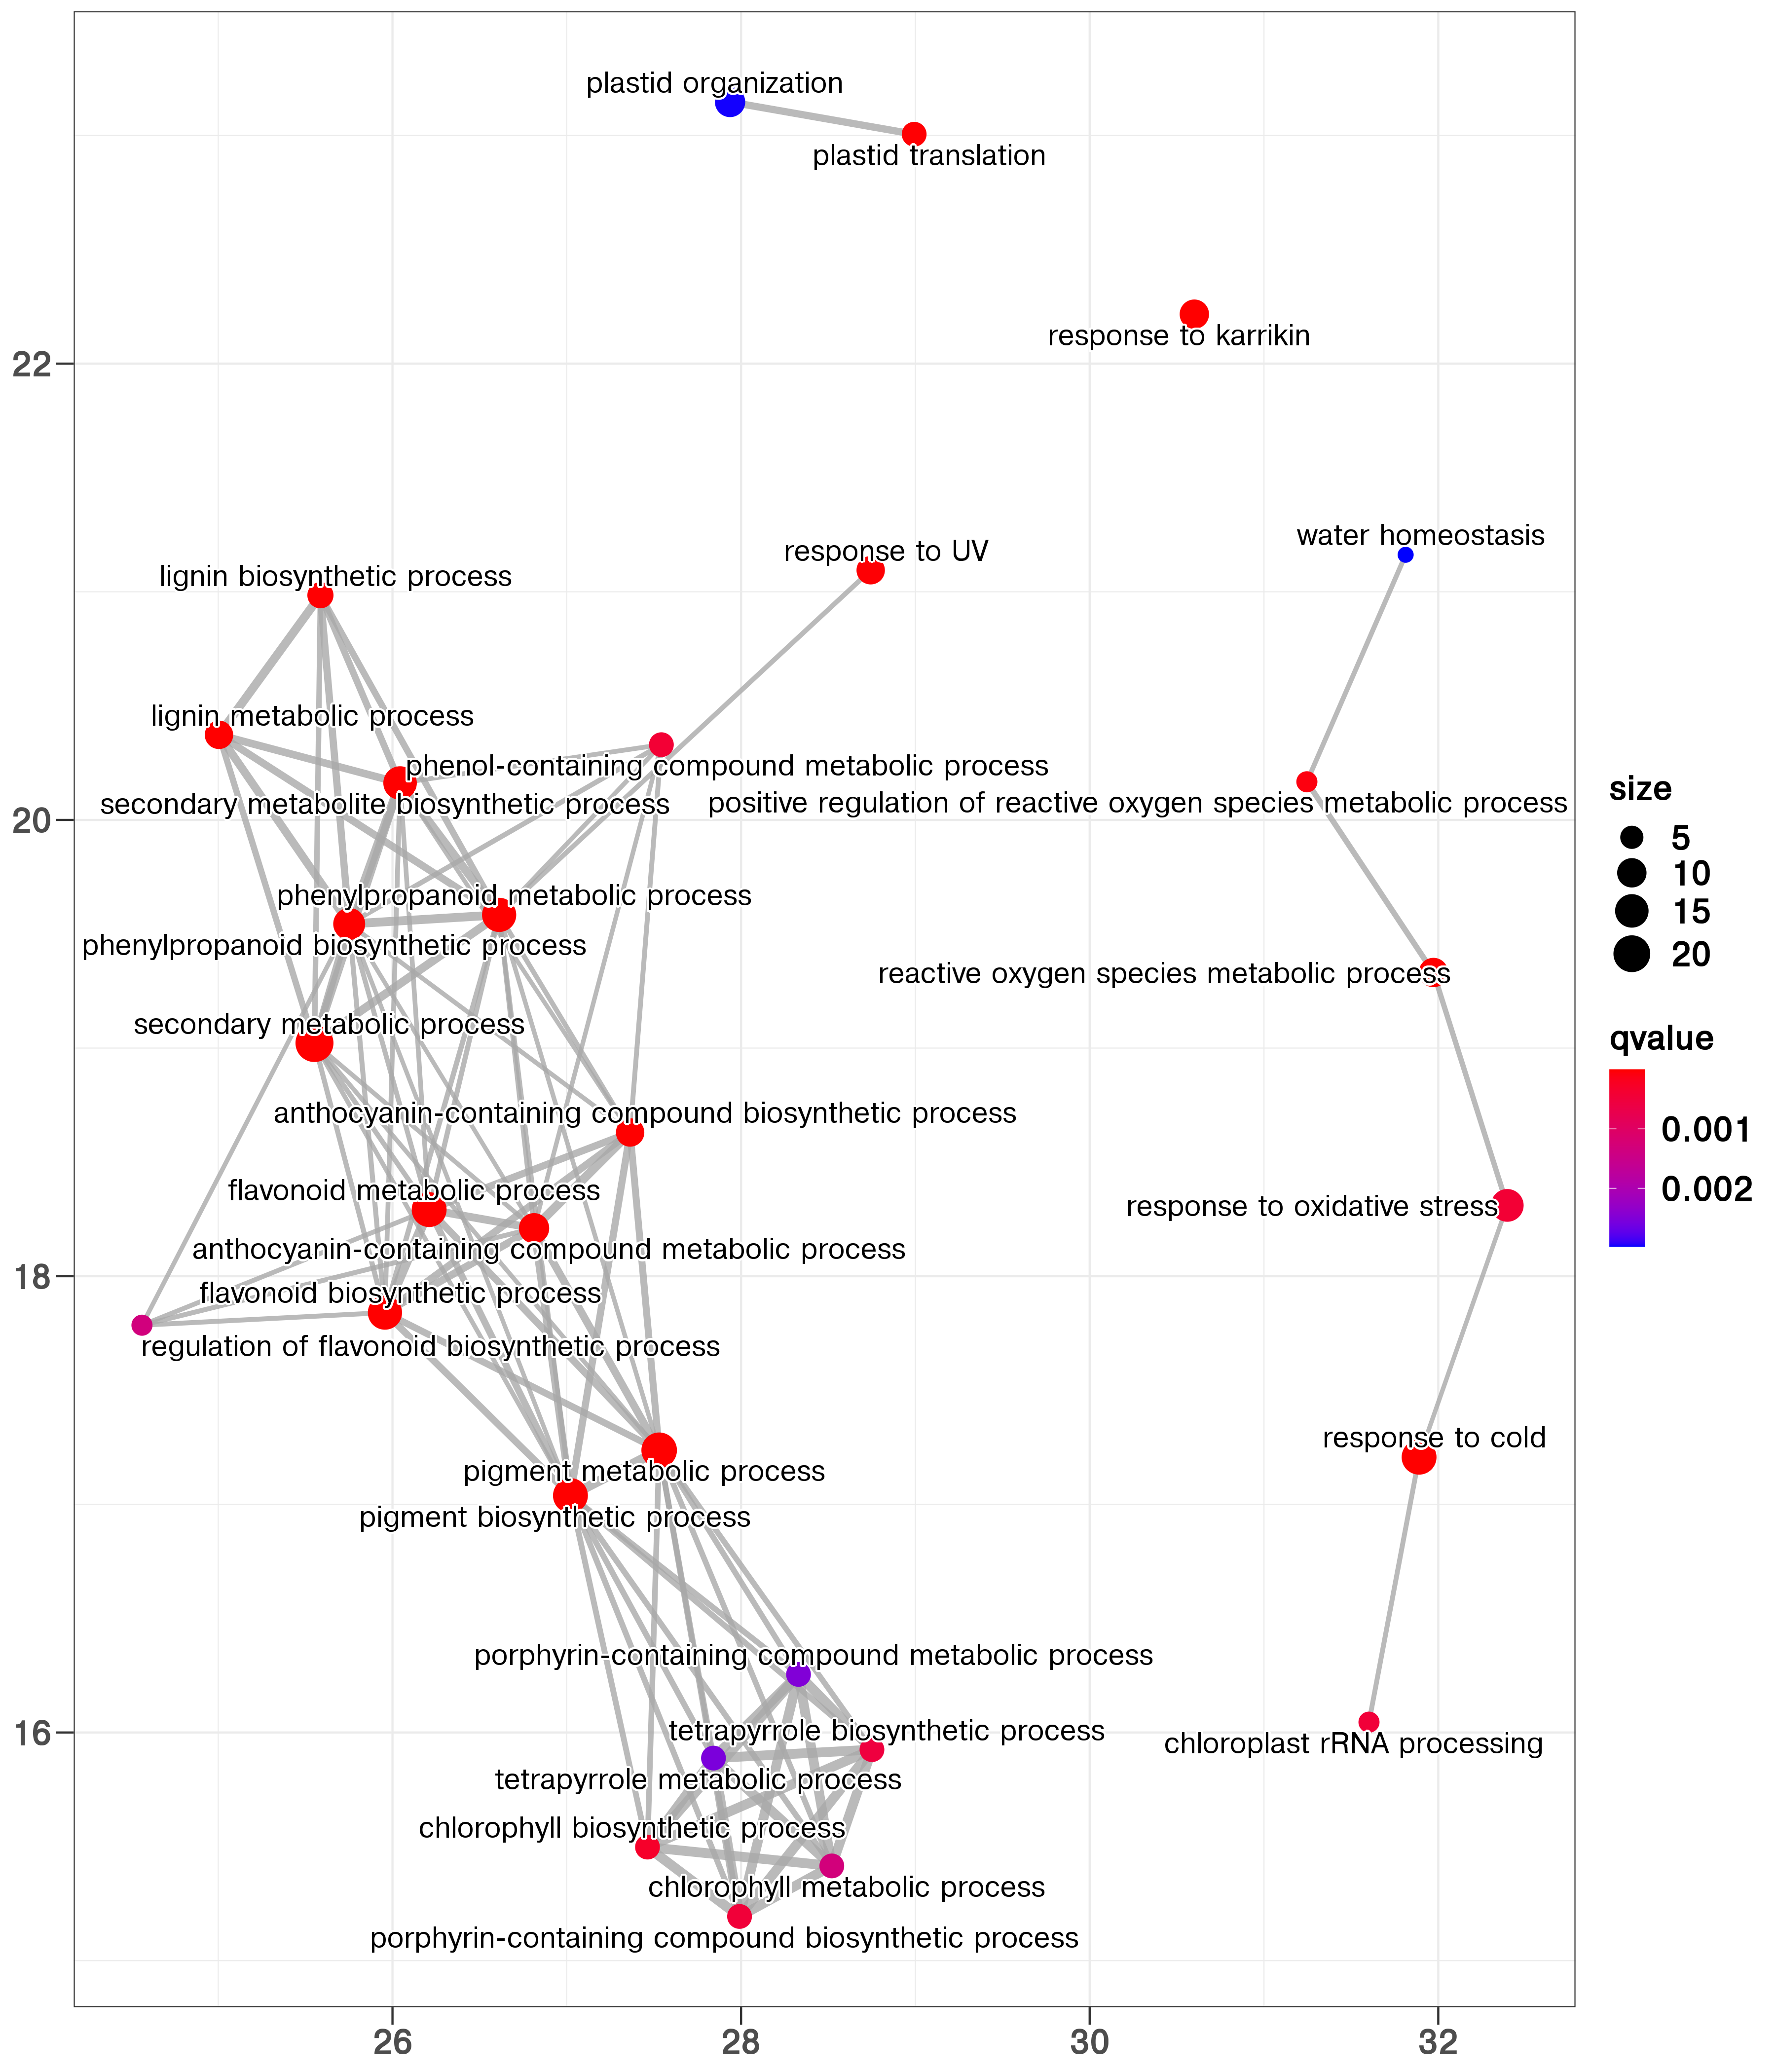 plastid organization
plastid translation
response to karrikin
22
water homeostasis
response to UV
lignin biosynthetic process
lignin metabolic process
phenol-containing compound metabolic process
secondary metabolite biosynthetic process
positive regulation of reactive oxygen species metabolic process
20
phenylpropanoid metabolic process
phenylpropanoid biosynthetic process
reactive oxygen species metabolic process
secondary metabolic process
anthocyanin-containing compound biosynthetic process
flavonoid metabolic process
response to oxidative stress
anthocyanin-containing compound metabolic process
18
flavonoid biosynthetic process
regulation of flavonoid biosynthetic process
response to cold
pigment metabolic process
pigment biosynthetic process
porphyrin-containing compound metabolic process
16
tetrapyrrole biosynthetic process
chloroplast rRNA processing
tetrapyrrole metabolic process
chlorophyll biosynthetic process
chlorophyll metabolic process
porphyrin-containing compound biosynthetic process
26
28
30
32
size
5
10
15
20
qvalue
0.001
0.002